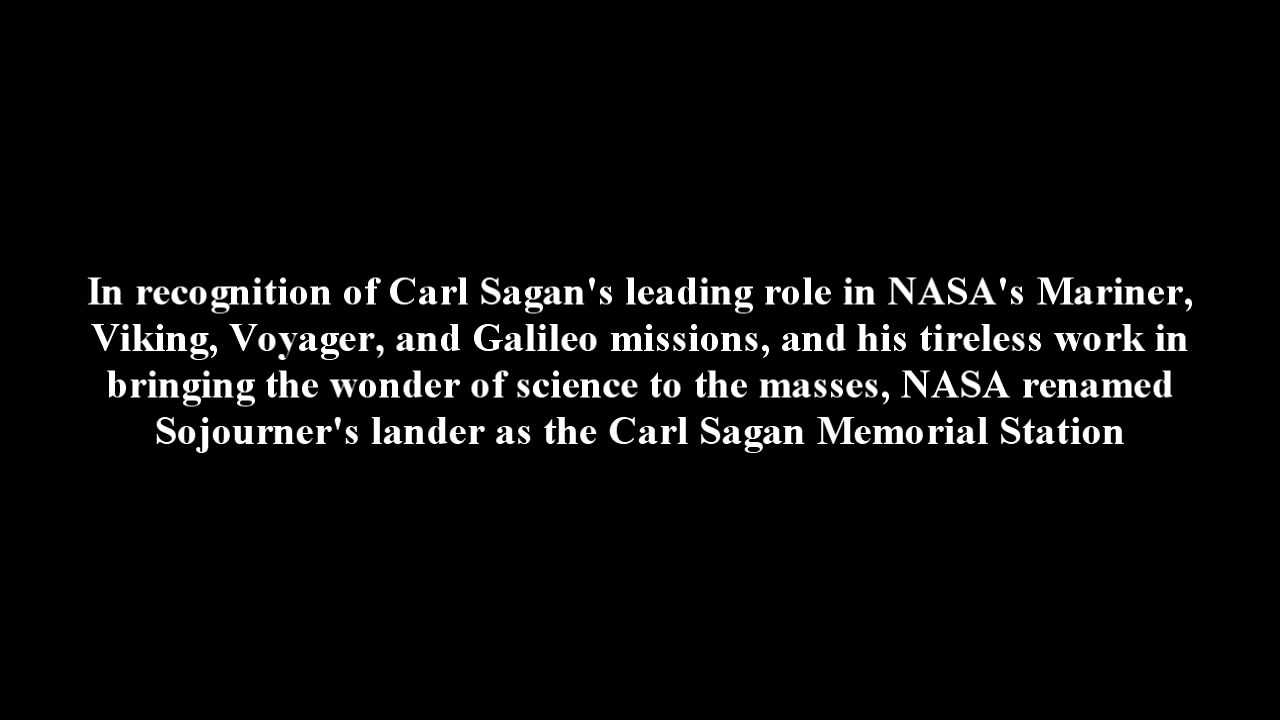 In recognition of Carl Sagan's leading role in NASA's Mariner,
Viking, Voyager, and Galileo missions, and his tireless work in
bringing the wonder of science to the masses, NASA renamed
Sojourner's lander as the Carl Sagan Memorial Station